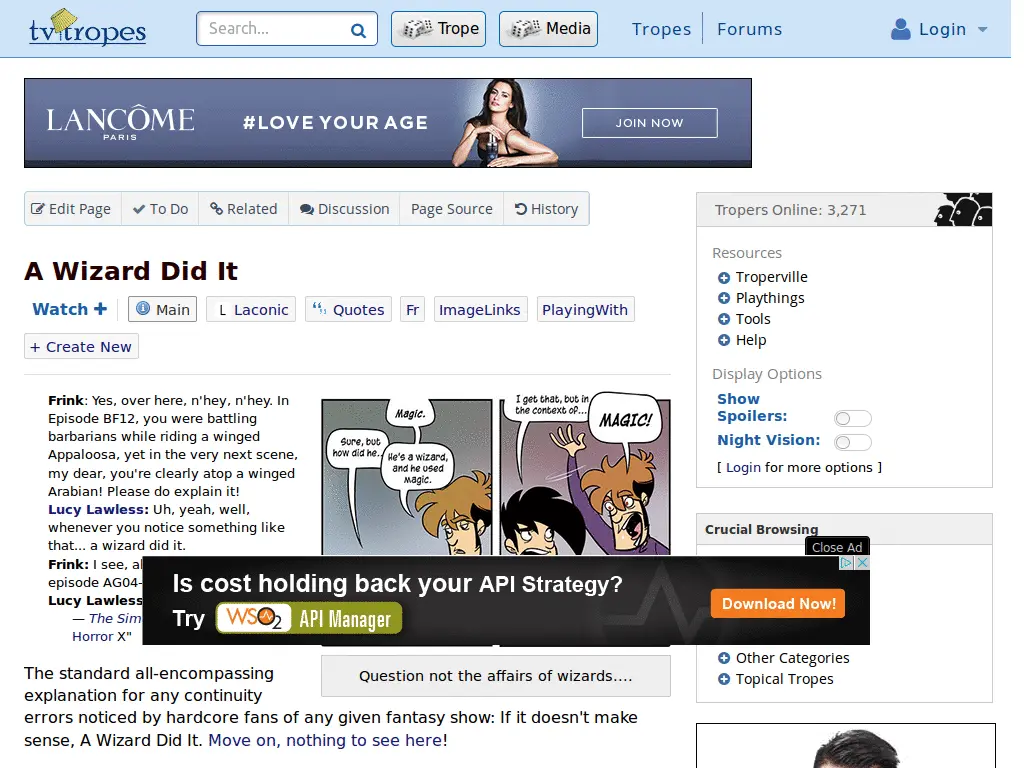 tv tropes
Search...
Trope
Media
Tropes
Forums
Login
LANCÔME
PARIS
#LOVE YOUR AGE
JOIN NOW
Edit Page
To Do
Related
Discussion
Page Source
History
Tropers Online: 3,271
A Wizard Did It
Watch
Main
L Laconic
Quotes
Fr
ImageLinks
PlayingWith
+ Create New
Frink: Yes, over here, n'hey, n'hey. In
Episode BF12, you were battling
barbarians while riding a winged
Appaloosa, yet in the very next scene,
my dear, you're clearly atop a winged
Arabian! Please do explain it!
Lucy Lawless: Uh, yeah, well,
whenever you notice something like
that... a wizard did it.
Frink: I see, al
episode AG04-
Lucy Lawless
— The Sim
Horror X"
Magic.
Sure, but
how did he..
He's a wizard,
and he used
magic.
I get that, but in
the context of...
MAGIC!
Question not the affairs of wizards....
The standard all-encompassing
explanation for any continuity
errors noticed by hardcore fans of any given fantasy show: If it doesn't make
sense, A Wizard Did It. Move on, nothing to see here!
Resources
Troperville
Playthings
Tools
Help
Display Options
Show
Spoilers:
Night Vision:
[ Login for more options ]
Crucial Browsing
Close Ad
Is cost holding back your API Strategy?
Try WSO2 API Manager
Download Now!
Other Categories
Topical Tropes